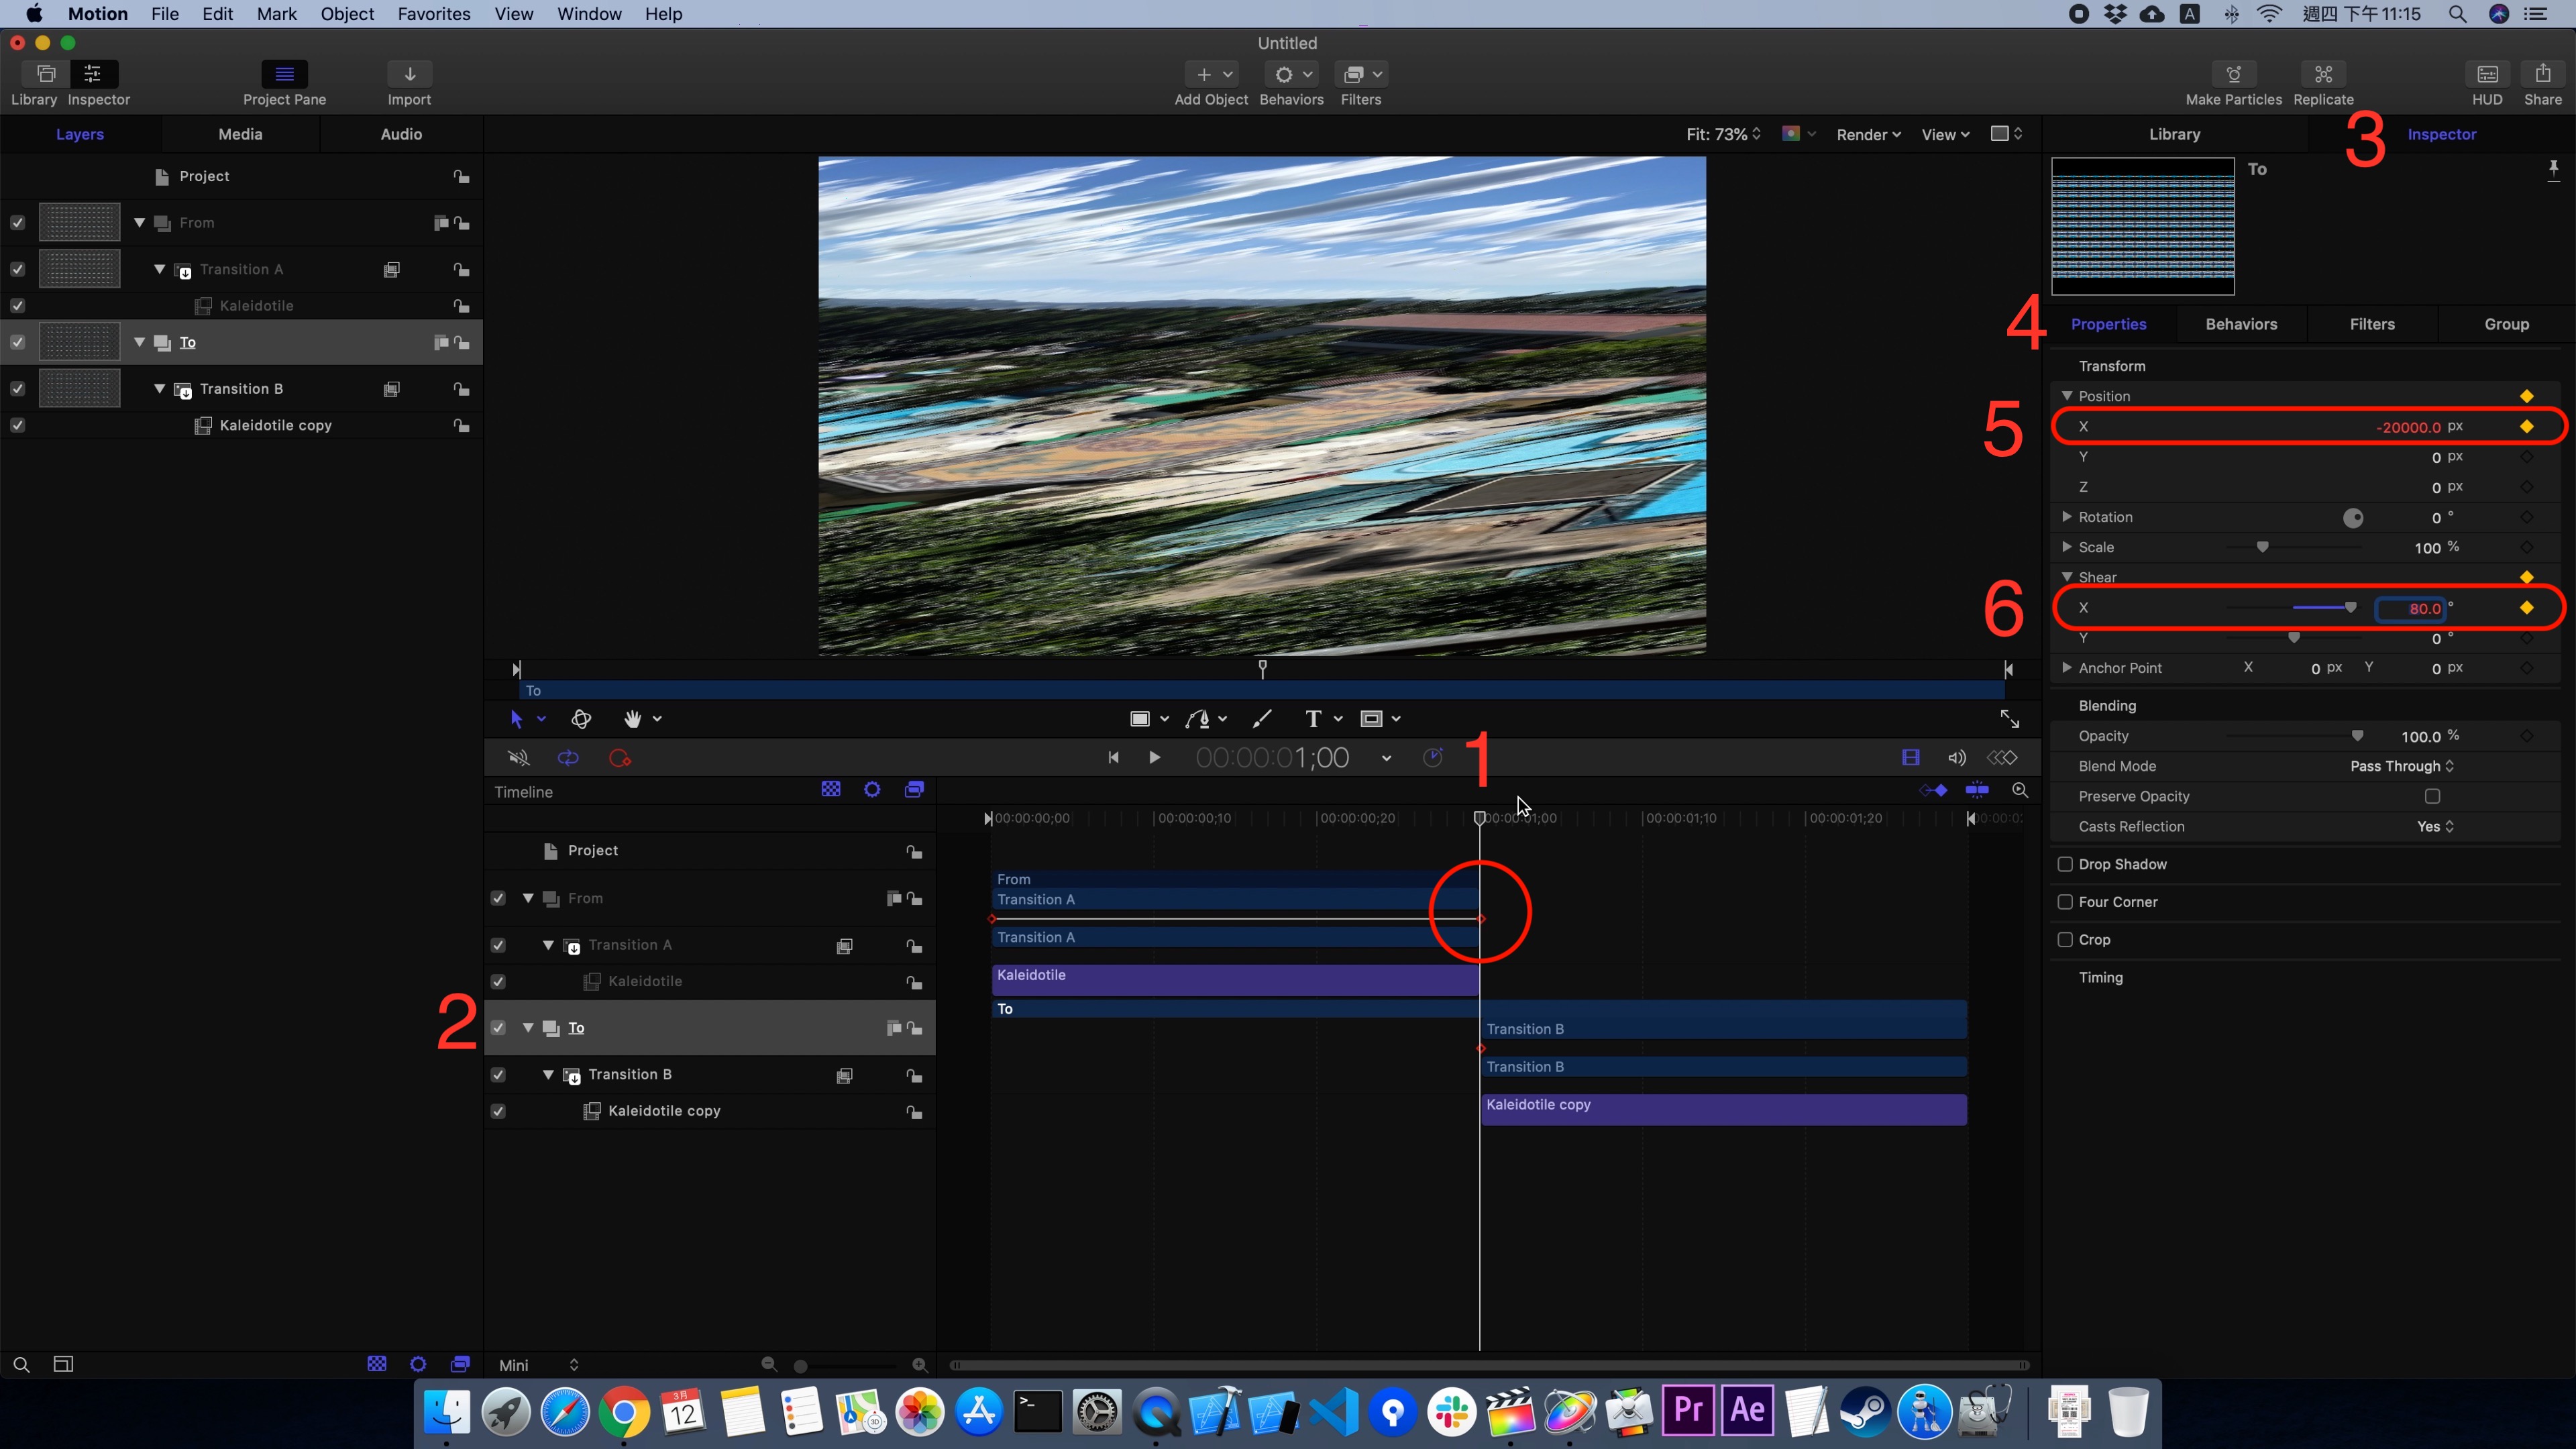 Motion File Edit Mark Object Favorites View Window Help
A 週四 下午 11:15
Untitled
Library Inspector Project Pane Import Add Object Behaviors Filters Make Particles Replicate HUD Share
Layers Media Audio
Fit: 73% Render View
Library 3 Inspector
Project
From
Transition A
Kaleidotile
To
Transition B
Kaleidotile copy
To
4 Properties Behaviors Filters Group
Transform
Position
5 X -20000.0 px
Y 0 px
Z 0 px
Rotation 0 °
Scale 100 %
Shear
6 X 80.0 °
Y 0 °
Anchor Point X 0 px Y 0 px
Blending
Opacity 100.0 %
Blend Mode Pass Through
Preserve Opacity
Casts Reflection Yes
Drop Shadow
Four Corner
Crop
Timing
To
T
00:00:00:01;00 1
Timeline
00:00:00;00 00:00:00;10 00:00:00;20 00:00:01;00 00:00:01;10 00:00:01;20
Project
From
Transition A
Kaleidotile
2 To
Transition B
Kaleidotile copy
From
Transition A
Transition A
Kaleidotile
To
Transition B
Transition B
Kaleidotile copy
Mini
3月
12
3D
>_
Pr
Ae